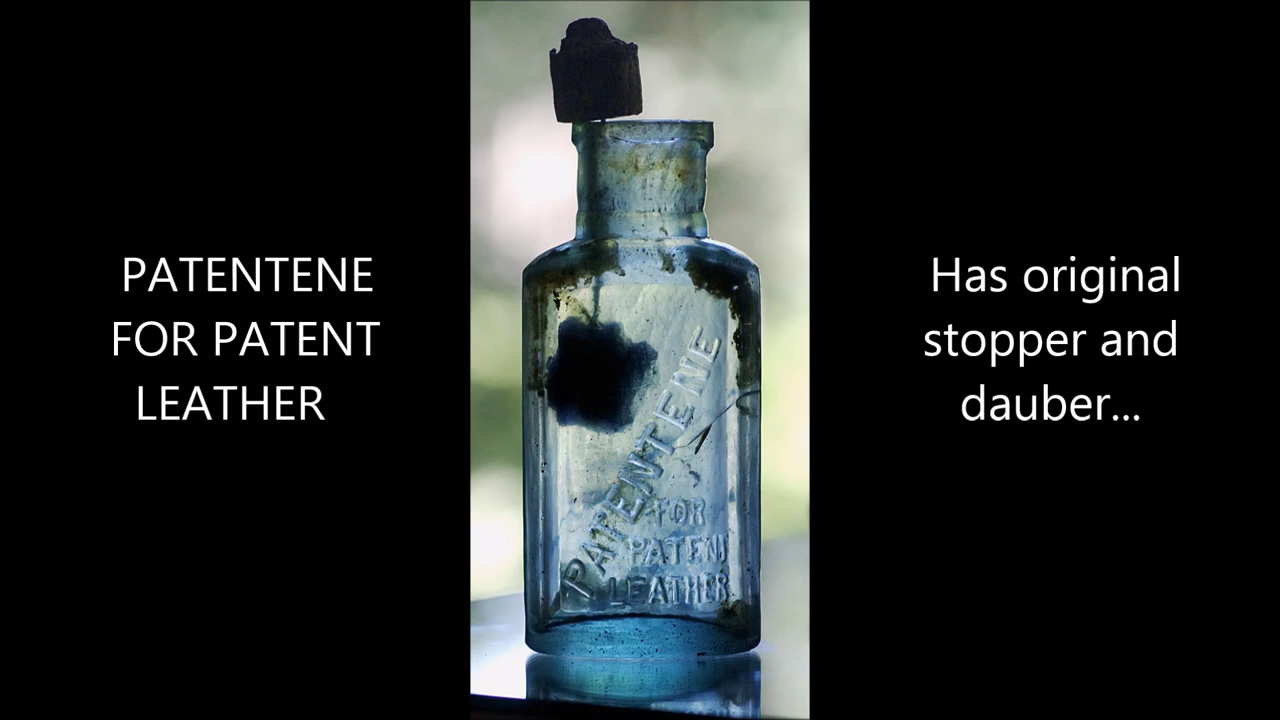 PATENTENE
FOR PATENT
LEATHER
PATENTENE
FOR
PATENT
LEATHER
Has original
stopper and
dauber...